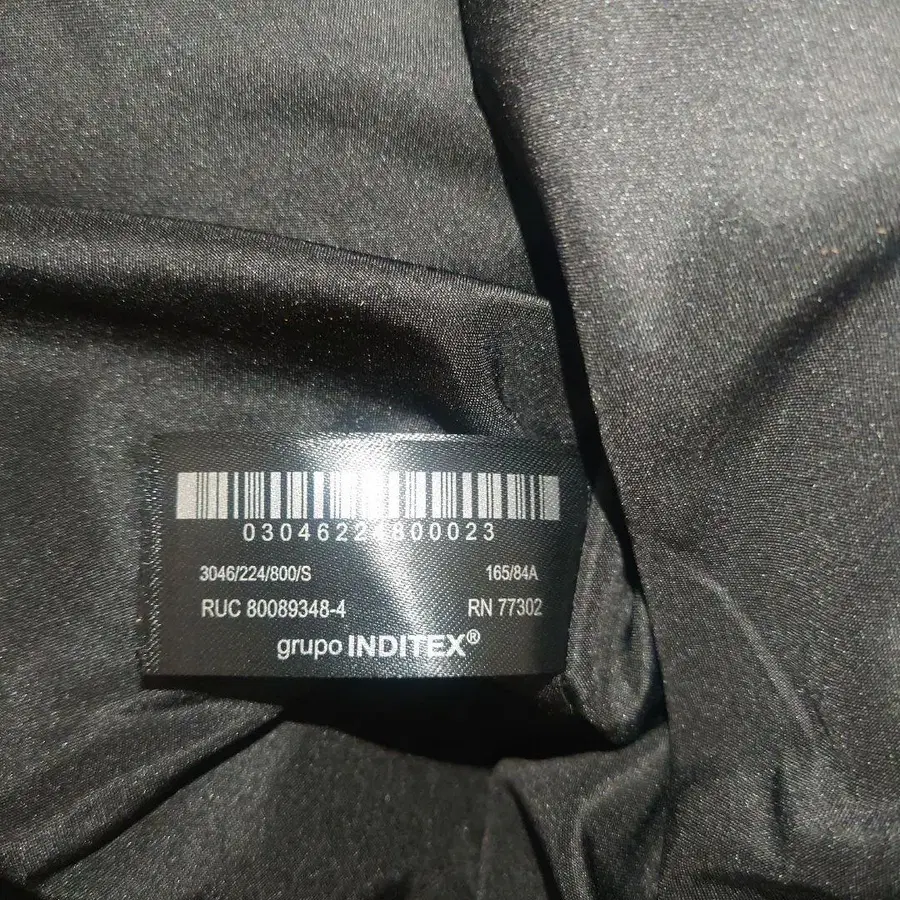 03046224800023
3046/224/800/S 165/84A
RUC 80089348-4 RN 77302
grupo INDITEX®